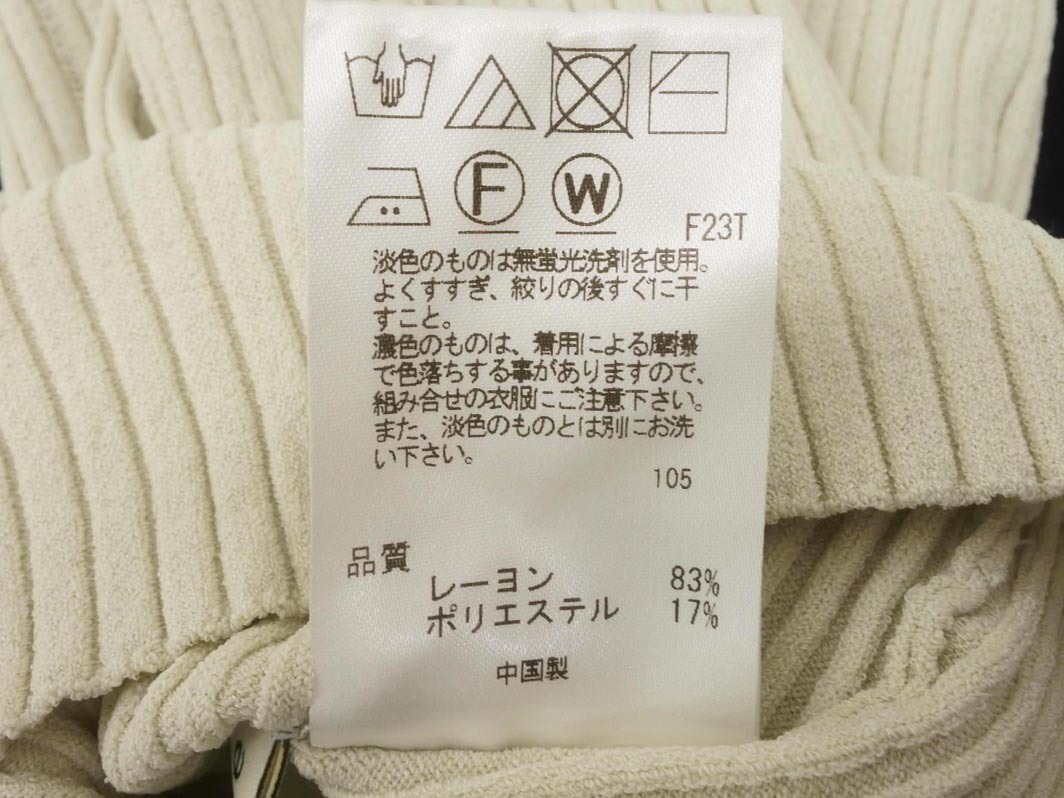 F W
F23T
淡色のものは無蛍光洗剤を使用。
よくすすぎ、絞りの後すぐに干
すこと。
濃色のものは、着用による摩擦
で色落ちする事がありますので、
組み合せの衣服にご注意下さい。
また、淡色のものとは別にお洗
い下さい。
105
品質
レーヨン 83%
ポリエステル 17%
中国製